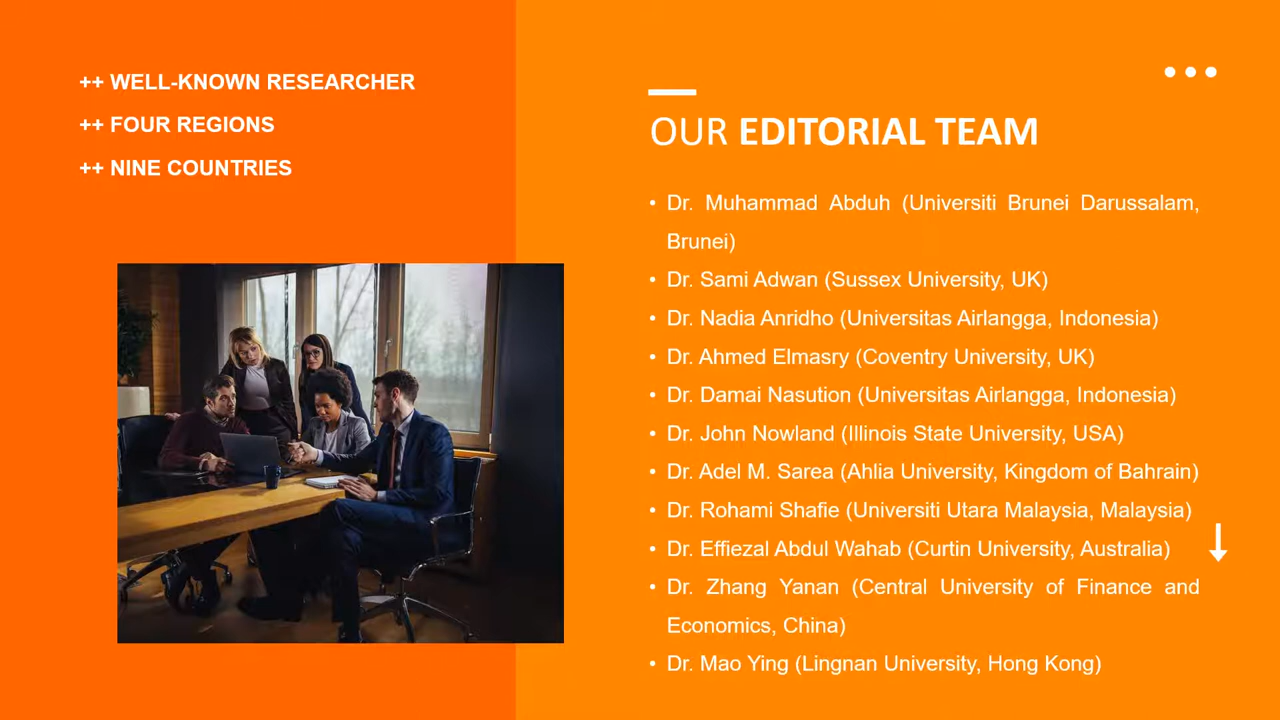 ++ WELL-KNOWN RESEARCHER
++ FOUR REGIONS
++ NINE COUNTRIES
OUR EDITORIAL TEAM
• Dr. Muhammad Abduh (Universiti Brunei Darussalam,
Brunei)
• Dr. Sami Adwan (Sussex University, UK)
• Dr. Nadia Anridho (Universitas Airlangga, Indonesia)
• Dr. Ahmed Elmasry (Coventry University, UK)
• Dr. Damai Nasution (Universitas Airlangga, Indonesia)
• Dr. John Nowland (Illinois State University, USA)
• Dr. Adel M. Sarea (Ahlia University, Kingdom of Bahrain)
• Dr. Rohami Shafie (Universiti Utara Malaysia, Malaysia)
• Dr. Effiezal Abdul Wahab (Curtin University, Australia)
• Dr. Zhang Yanan (Central University of Finance and
Economics, China)
• Dr. Mao Ying (Lingnan University, Hong Kong)